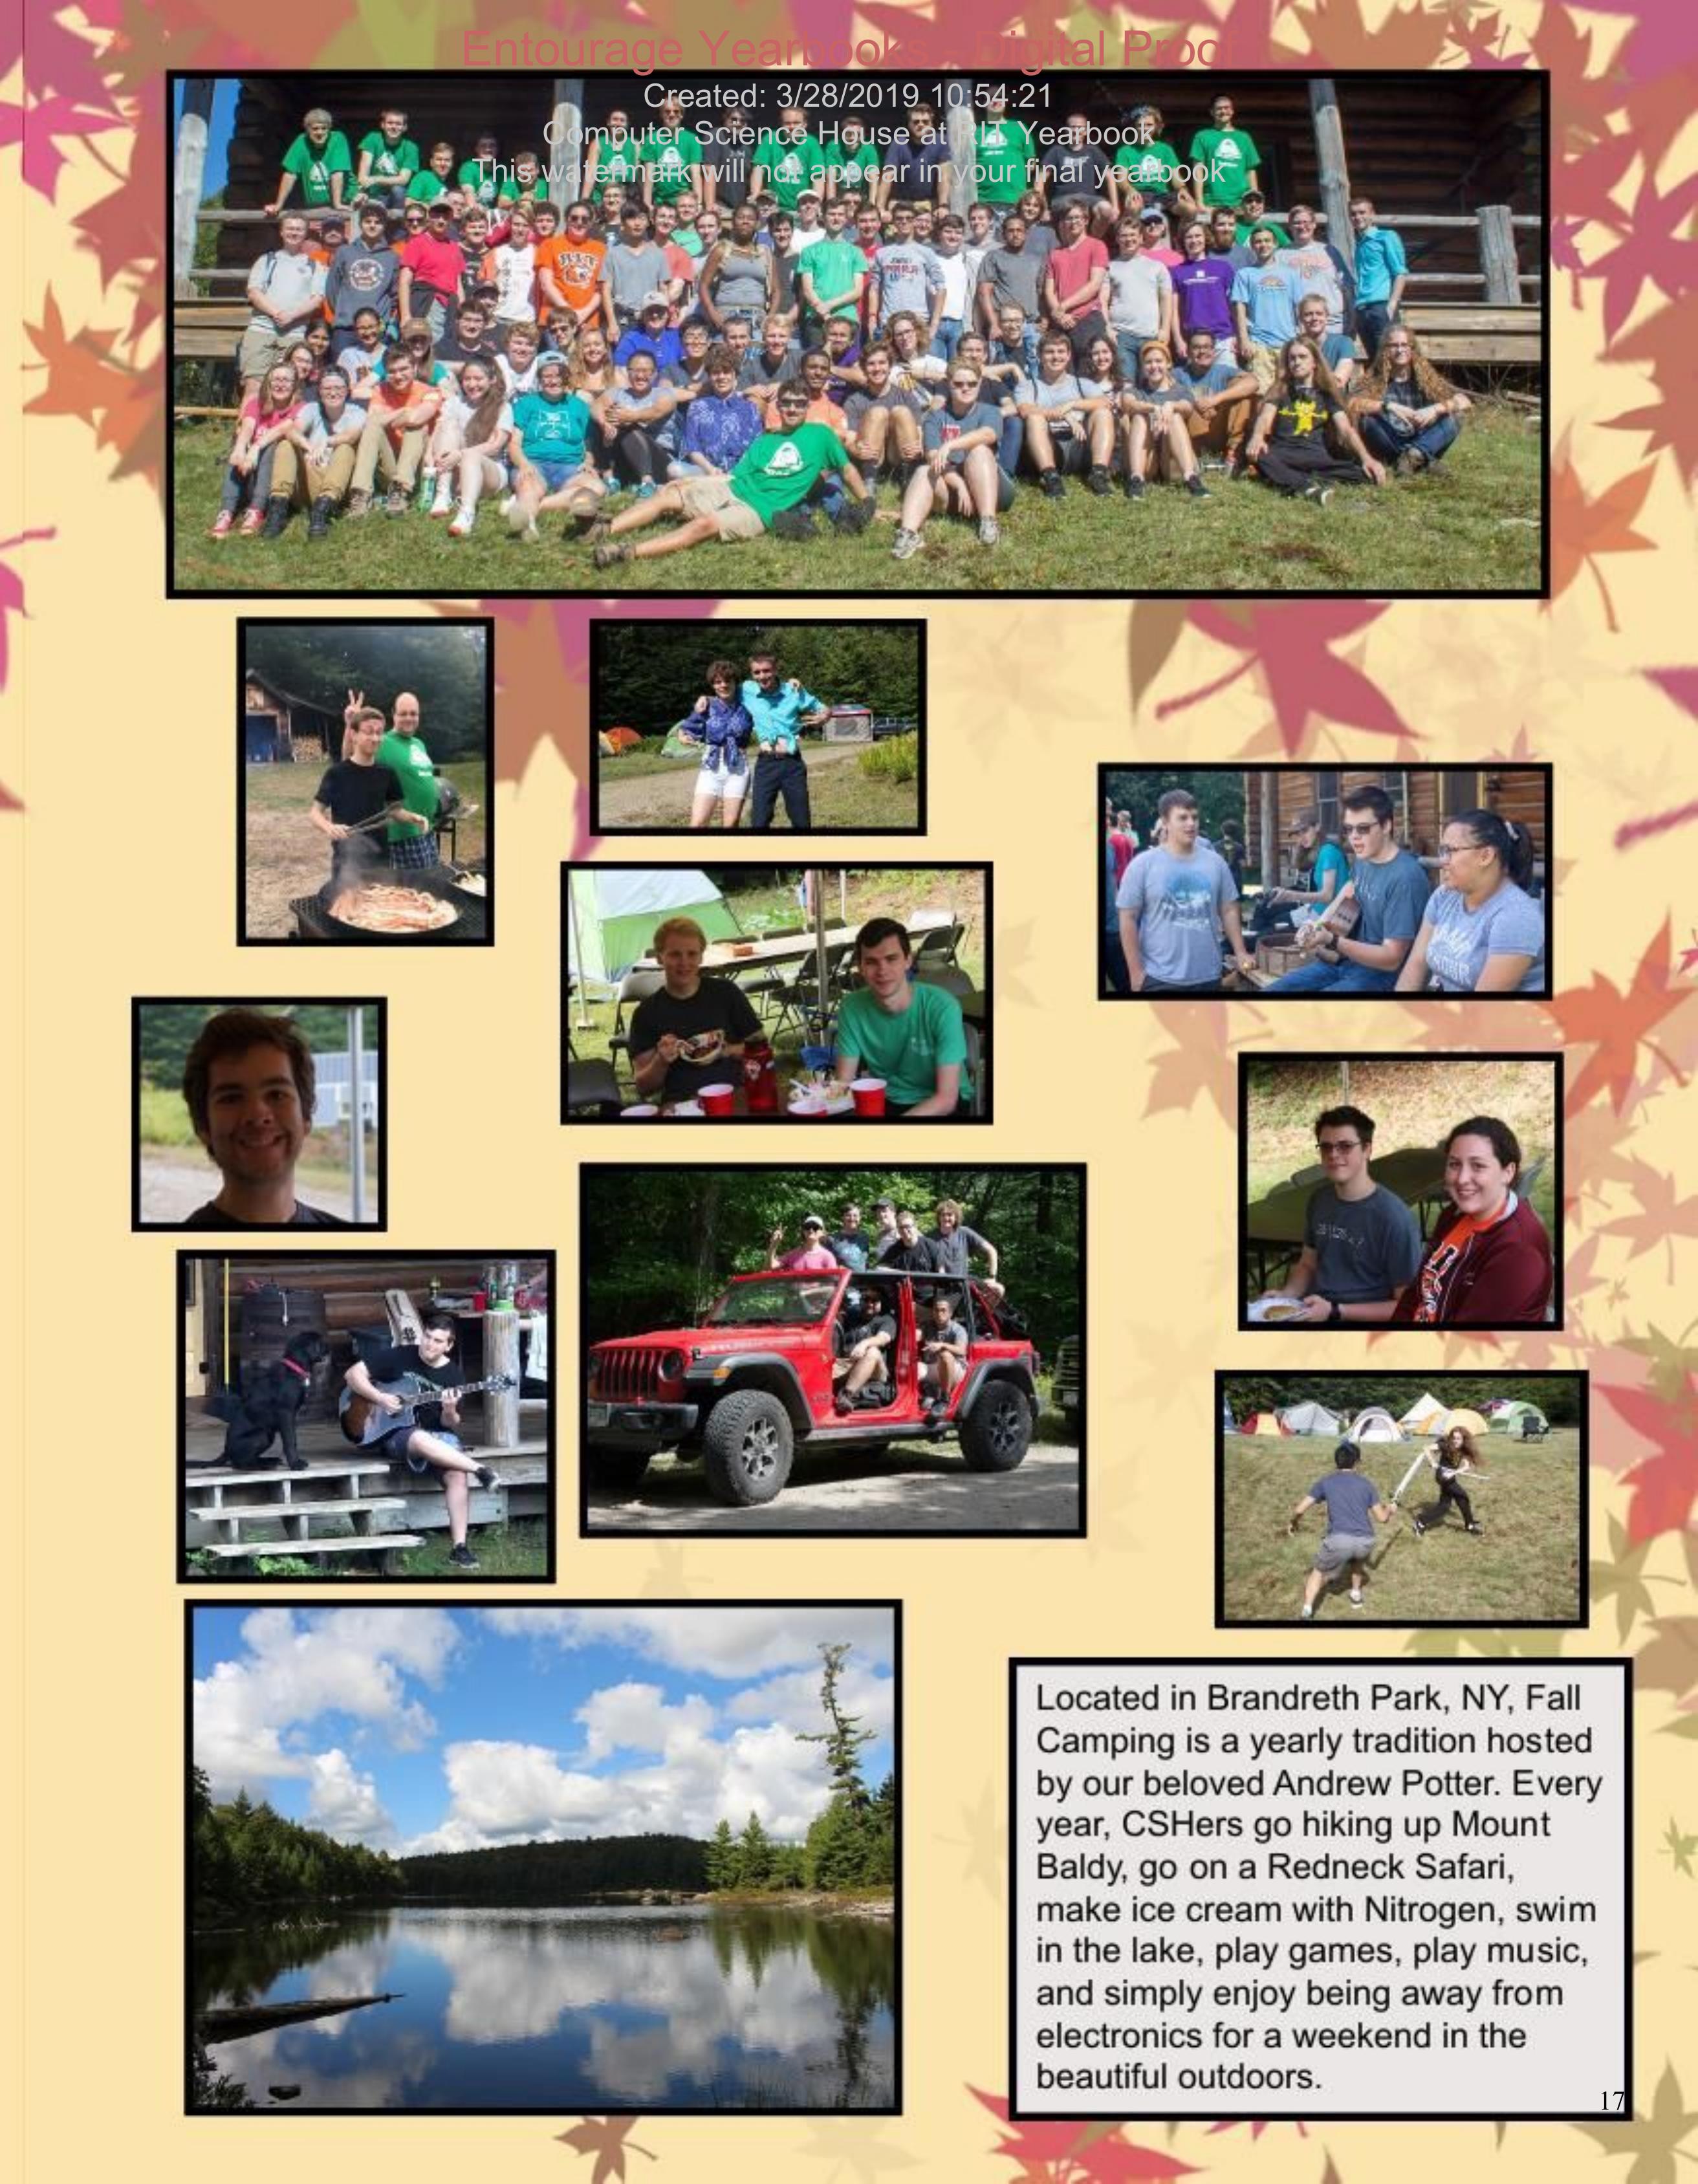 Entourage Yearbooks - Digital Proof
Created: 3/28/2019 10:54:21
Computer Science House at RIT Yearbook
This watermark will not appear in your final yearbook
Located in Brandreth Park, NY, Fall
Camping is a yearly tradition hosted
by our beloved Andrew Potter. Every
year, CSHers go hiking up Mount
Baldy, go on a Redneck Safari,
make ice cream with Nitrogen, swim
in the lake, play games, play music,
and simply enjoy being away from
electronics for a weekend in the
beautiful outdoors.
17